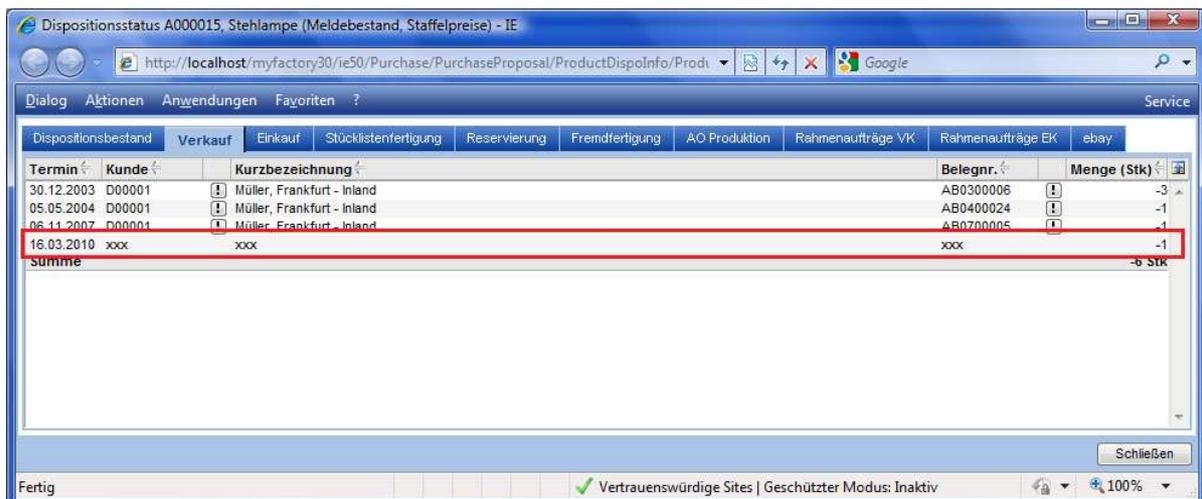 Dispositionsstatus A000015, Stehlampe (Meldebestand, Staffelpreise) - IE
http://localhost/myfactory30/ie50/Purchase/PurchaseProposal/ProductDispoInfo/Produ Google
Dialog Aktionen Anwendungen Favoriten ? Service
Dispositionsbestand Verkauf Einkauf Stücklistenfertigung Reservierung Fremdfertigung AO Produktion Rahmenaufträge VK Rahmenaufträge EK ebay
Termin Kunde Kurzbezeichnung Belegnr. Menge (Stk)
30.12.2003 D00001 Müller, Frankfurt - Inland AB0300006 -3
05.05.2004 D00001 Müller, Frankfurt - Inland AB0400024 -1
06.11.2007 D00001 Müller, Frankfurt - Inland AB0700005 -1
16.03.2010 xxx xxx xxx -1
Summe -6 Stk
Schließen
Fertig Vertrauenswürdige Sites | Geschützter Modus: Inaktiv 100%